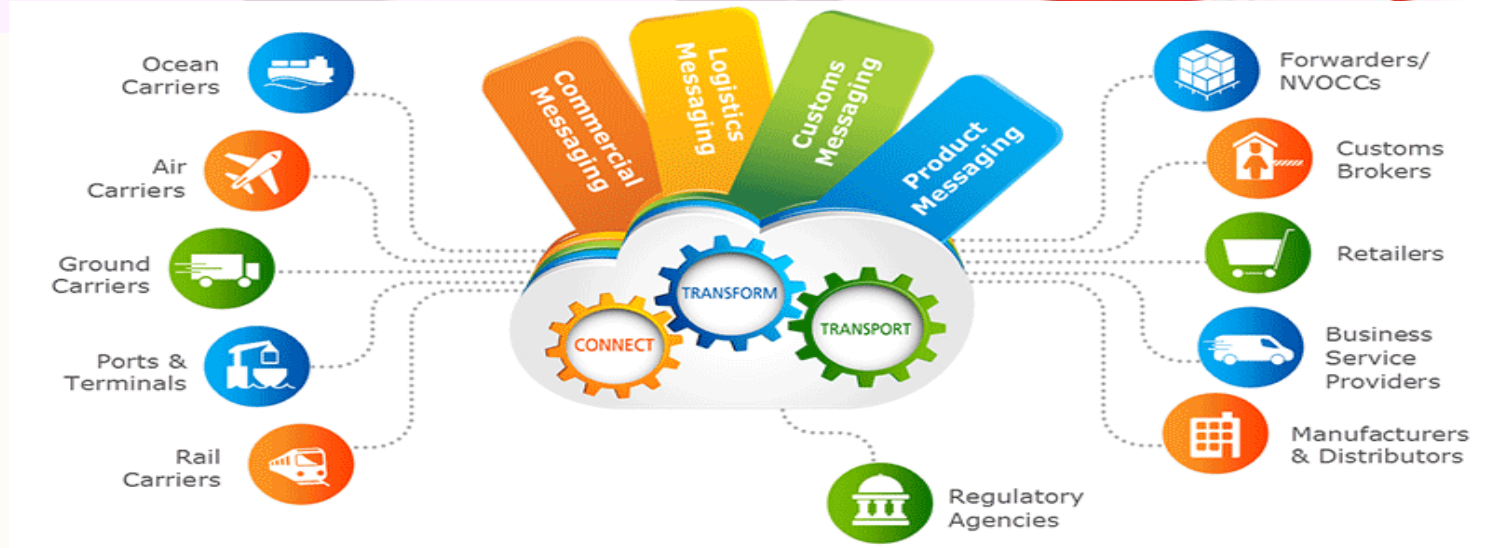 Ocean
Carriers
Air
Carriers
Ground
Carriers
Ports &
Terminals
Rail
Carriers
Commercial
Messaging
Logistics
Messaging
Customs
Messaging
Product
Messaging
CONNECT
TRANSFORM
TRANSPORT
Forwarders/
NVOCCs
Customs
Brokers
Retailers
Business
Service
Providers
Manufacturers
& Distributors
Regulatory
Agencies